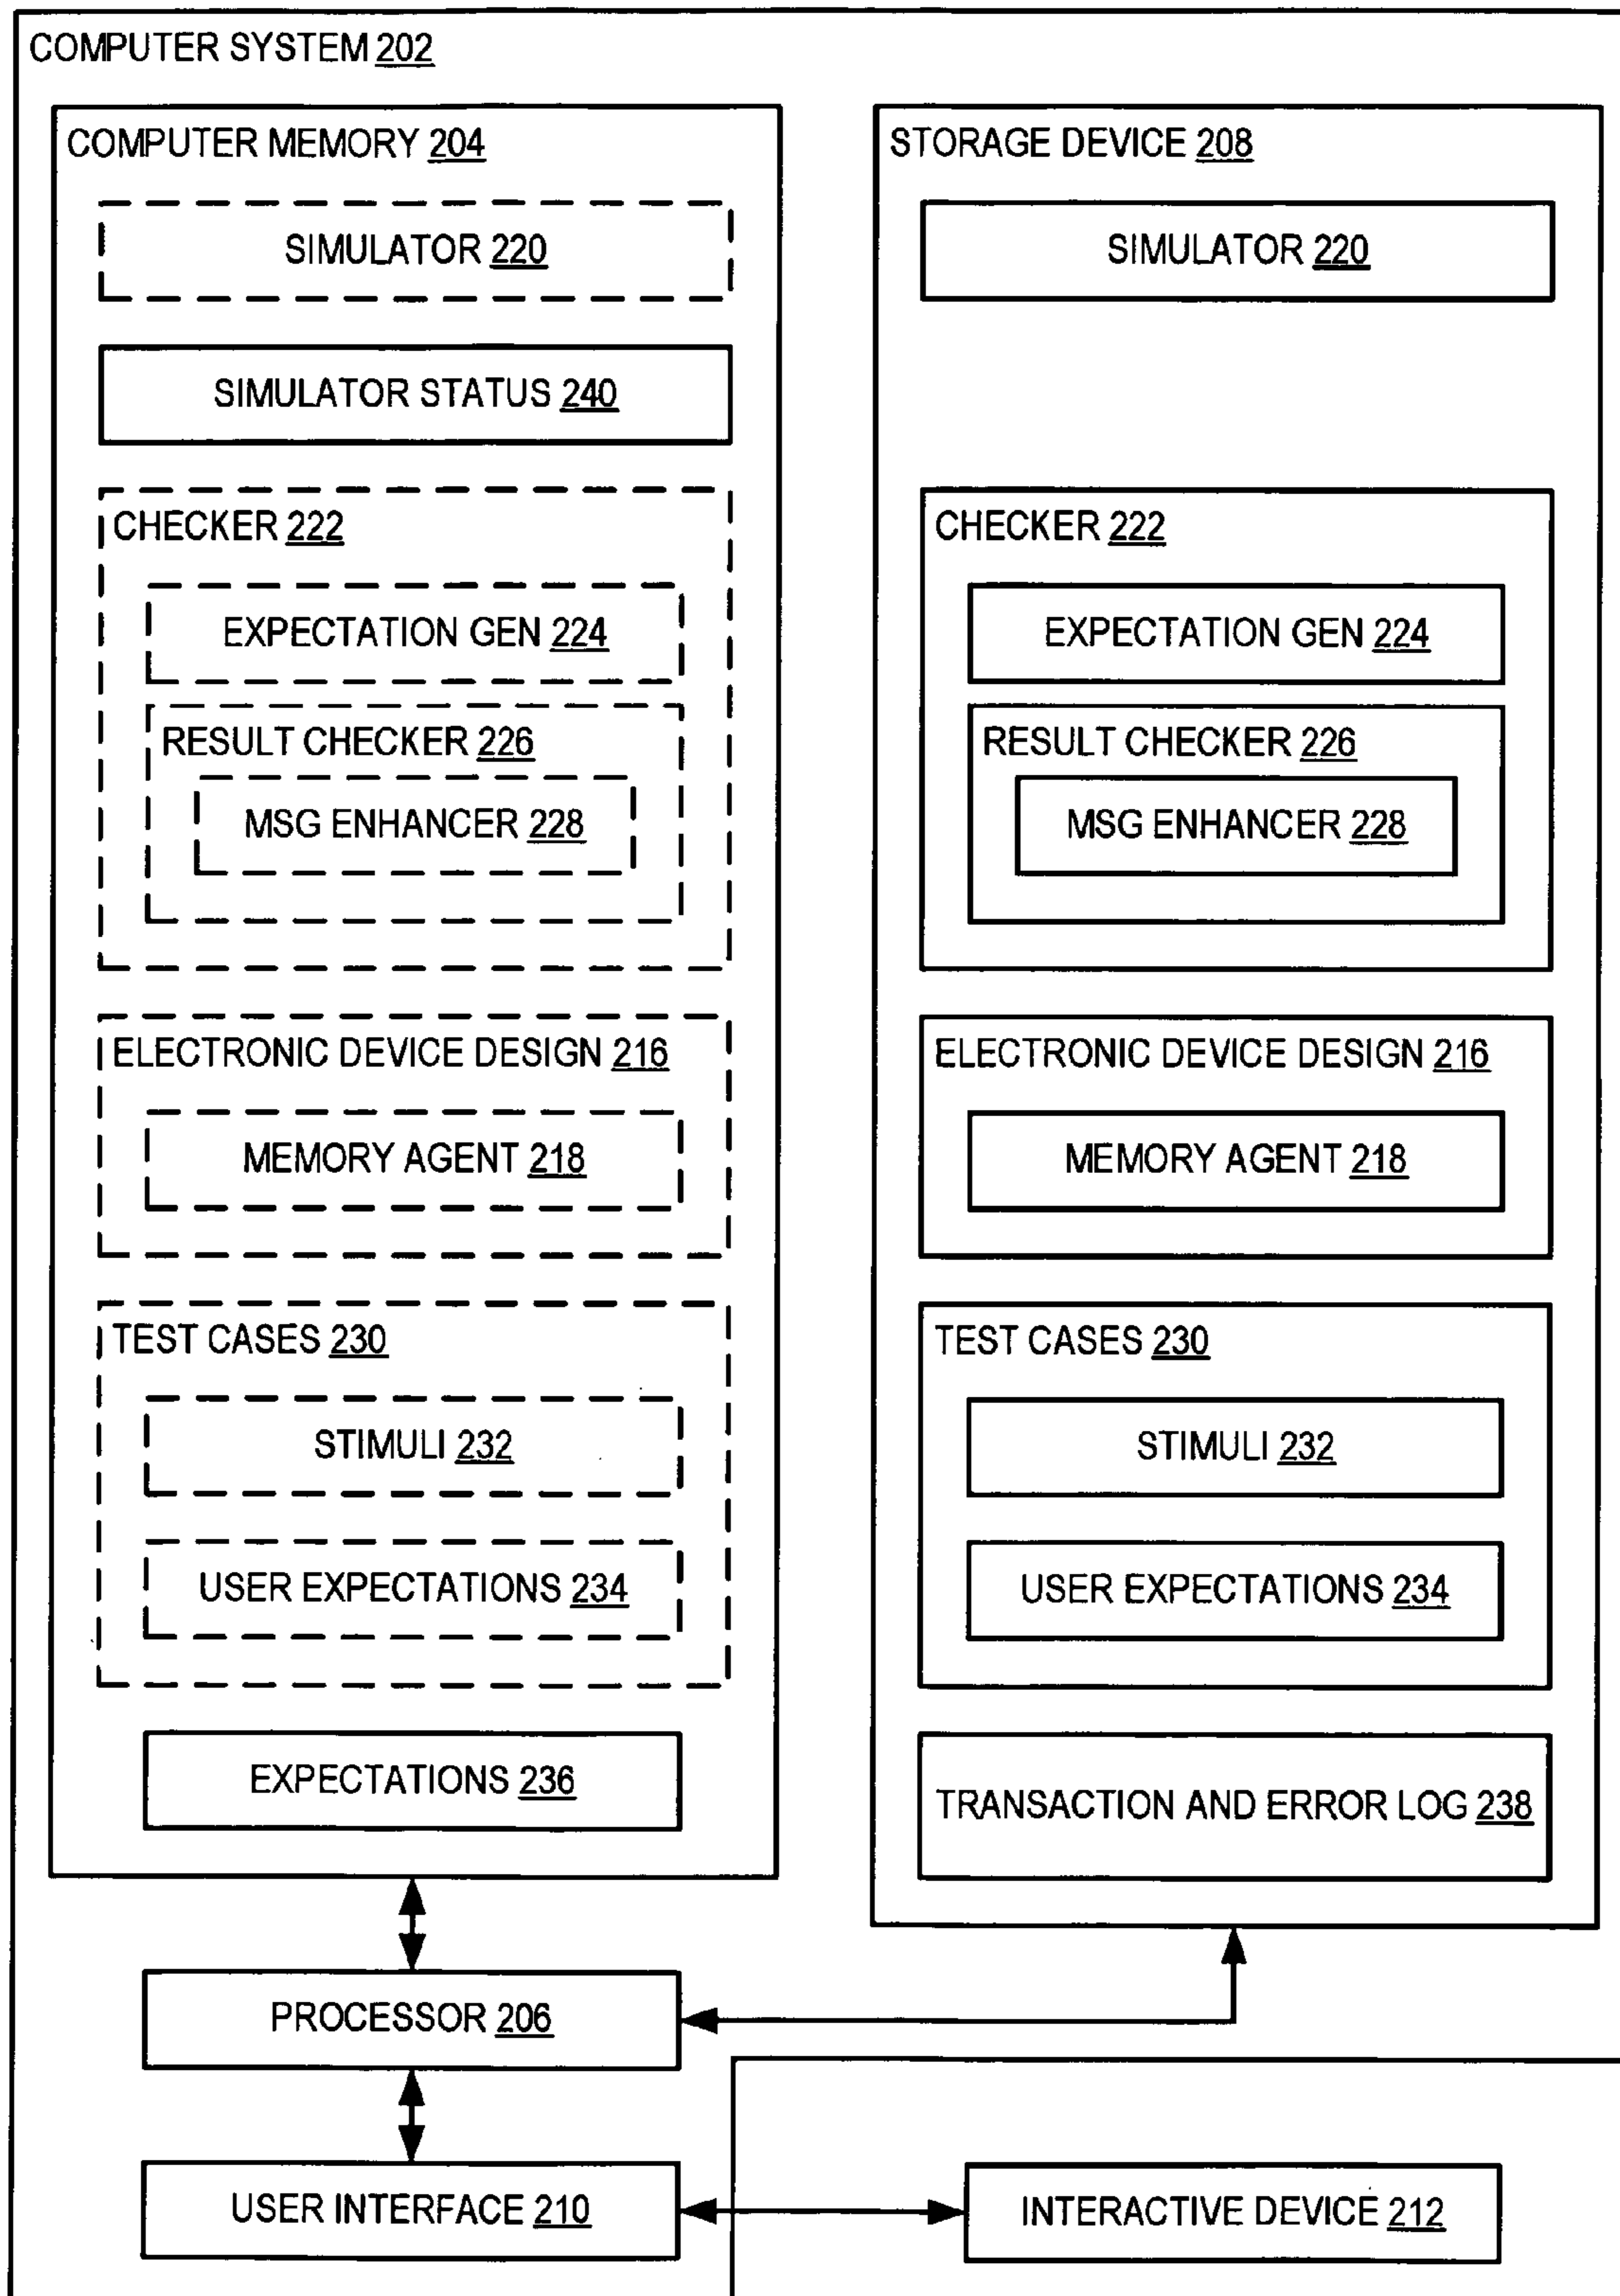 COMPUTER SYSTEM 202
COMPUTER MEMORY 204
SIMULATOR 220
SIMULATOR STATUS 240
CHECKER 222
EXPECTATION GEN 224
RESULT CHECKER 226
MSG ENHANCER 228
ELECTRONIC DEVICE DESIGN 216
MEMORY AGENT 218
TEST CASES 230
STIMULI 232
USER EXPECTATIONS 234
EXPECTATIONS 236
STORAGE DEVICE 208
SIMULATOR 220
CHECKER 222
EXPECTATION GEN 224
RESULT CHECKER 226
MSG ENHANCER 228
ELECTRONIC DEVICE DESIGN 216
MEMORY AGENT 218
TEST CASES 230
STIMULI 232
USER EXPECTATIONS 234
TRANSACTION AND ERROR LOG 238
PROCESSOR 206
USER INTERFACE 210
INTERACTIVE DEVICE 212